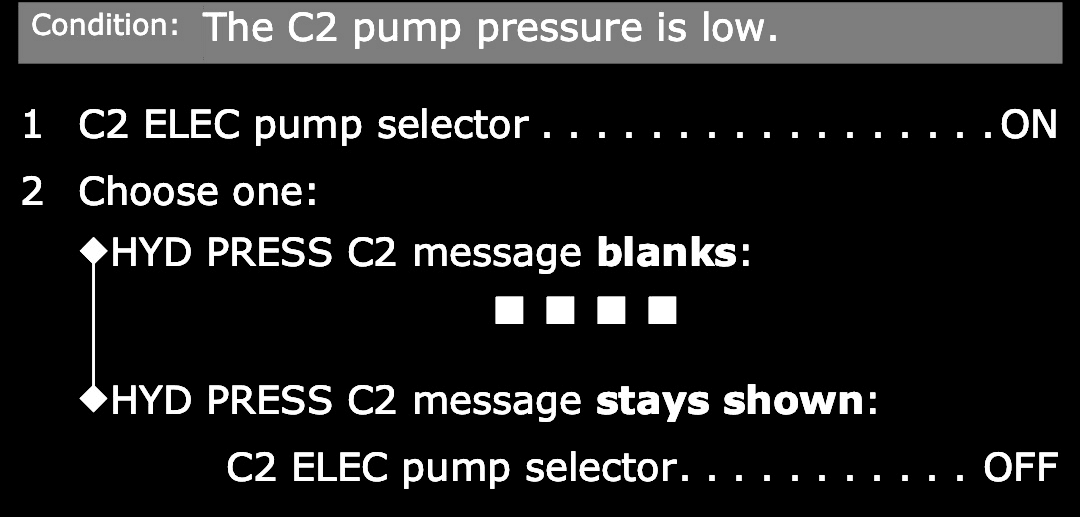 Condition: The C2 pump pressure is low.
1 C2 ELEC pump selector . . . . . . . . . . . . . . . . . ON
2 Choose one:
◆HYD PRESS C2 message blanks:
■ ■ ■ ■
◆HYD PRESS C2 message stays shown:
C2 ELEC pump selector. . . . . . . . . . . OFF